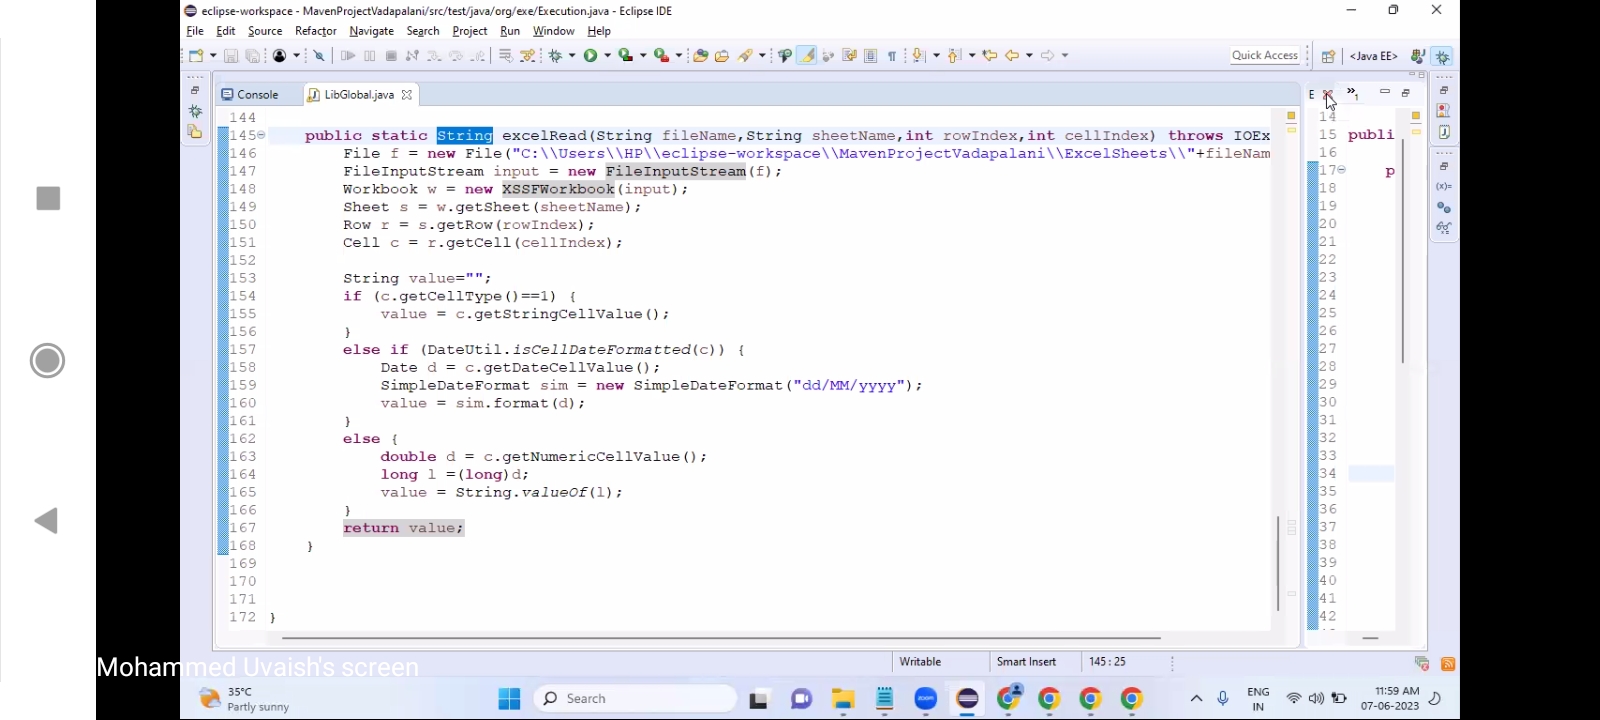 eclipse-workspace - MavenProjectVadapalani/src/test/java/org/exe/Execution.java - Eclipse IDE
File Edit Source Refactor Navigate Search Project Run Window Help
Quick Access <Java EE>
Console LibGlobal.java E »1
144
145 public static String excelRead(String fileName,String sheetName,int rowIndex,int cellIndex) throws IOEx
146 File f = new File("C:\\Users\\HP\\eclipse-workspace\\MavenProjectVadapalani\\ExcelSheets\\"+fileNam
147 FileInputStream input = new FileInputStream(f);
148 Workbook w = new XSSFWorkbook(input);
149 Sheet s = w.getSheet(sheetName);
150 Row r = s.getRow(rowIndex);
151 Cell c = r.getCell(cellIndex);
152
153 String value="";
154 if (c.getCellType()==1) {
155 value = c.getStringCellValue();
156 }
157 else if (DateUtil.isCellDateFormatted(c)) {
158 Date d = c.getDateCellValue();
159 SimpleDateFormat sim = new SimpleDateFormat("dd/MM/yyyy");
160 value = sim.format(d);
161 }
162 else {
163 double d = c.getNumericCellValue();
164 long l =(long)d;
165 value = String.valueOf(l);
166 }
167 return value;
168 }
169
170
171
172 }
14
15 publi
16
17 p
18
19
20
21
22
23
24
25
26
27
28
29
30
31
32
33
34
35
36
37
38
39
40
41
42
(x)=
Writable Smart Insert 145 : 25
Mohammed Uvaish's screen
35°C
Partly sunny
Search
zoom
ENG
IN
11:59 AM
07-06-2023